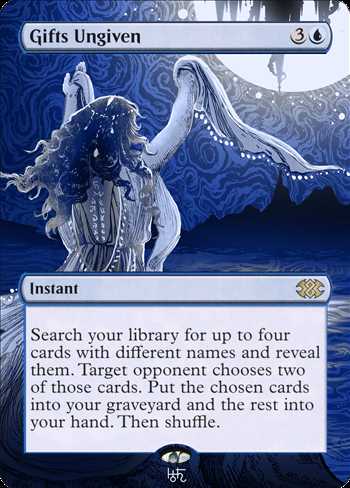 Gifts Ungiven 3
Instant
Search your library for up to four
cards with different names and reveal
them. Target opponent chooses two
of those cards. Put the chosen cards
into your graveyard and the rest into
your hand. Then shuffle.